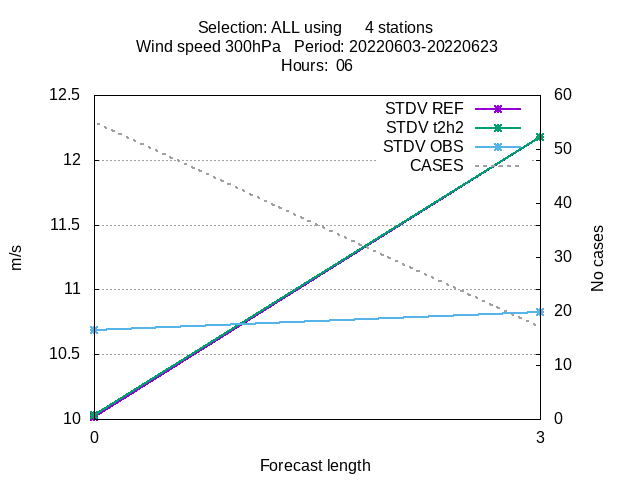 Selection: ALL using     4 stations
Wind speed 300hPa   Period: 20220603-20220623
Hours:  06
12.5
12
11.5
11
10.5
10
60
50
40
30
20
10
0
STDV REF
STDV t2h2
STDV OBS
CASES
m/s
No cases
0
3
Forecast length